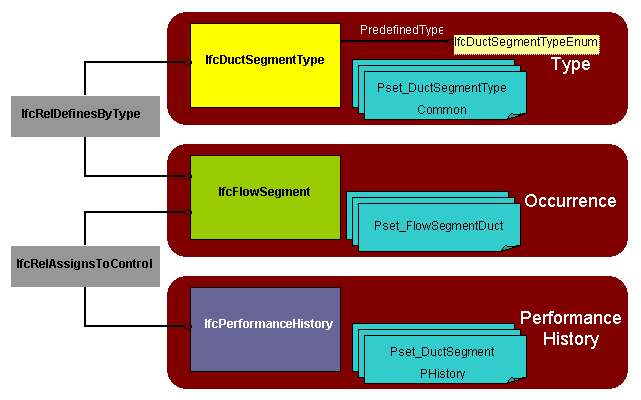 PredefinedType
IfcDuctSegmentTypeEnum
IfcDuctSegmentType
Type
Pset_DuctSegmentType
Common
IfcRelDefinesByType
IfcFlowSegment
Occurrence
Pset_FlowSegmentDuct
IfcRelAssignsToControl
IfcPerformanceHistory
Performance
History
Pset_DuctSegment
PHistory